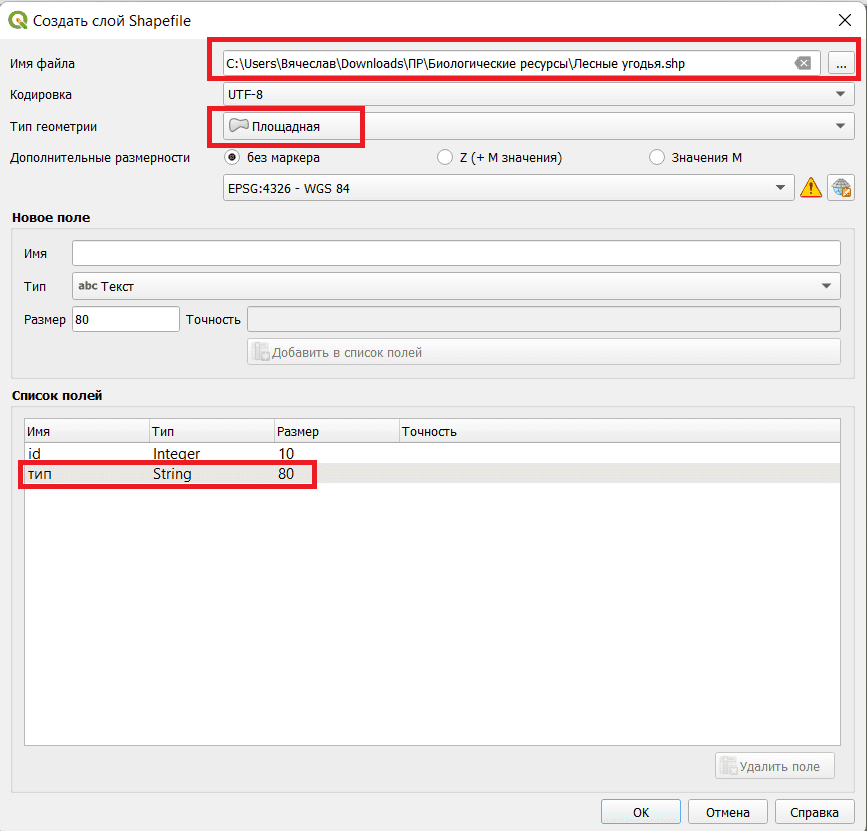 Создать слой Shapefile
Имя файла C:\Users\Вячеслав\Downloads\ПР\Биологические ресурсы\Лесные угодья.shp ...
Кодировка UTF-8
Тип геометрии Площадная
Дополнительные размерности без маркера Z (+ M значения) Значения M
EPSG:4326 - WGS 84
Новое поле
Имя
Тип abc Текст
Размер 80 Точность
Добавить в список полей
Список полей
Имя Тип Размер Точность
id Integer 10
тип String 80
Удалить поле
OK Отмена Справка